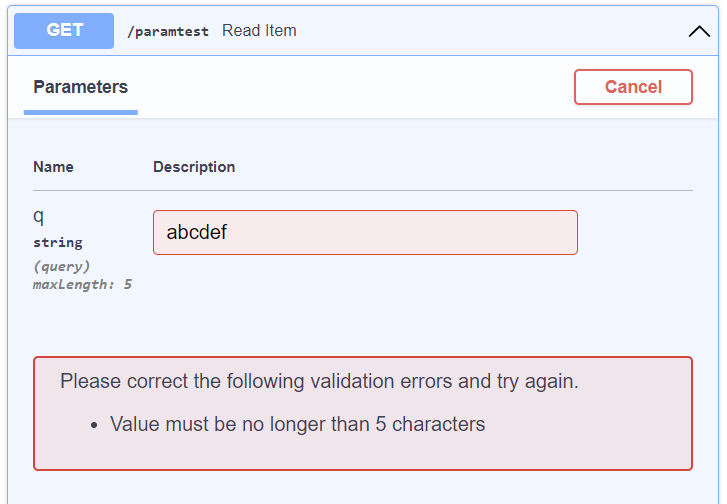 GET /paramtest Read Item
Parameters Cancel
Name Description
q abcdef
string
(query)
maxLength: 5
Please correct the following validation errors and try again.
• Value must be no longer than 5 characters